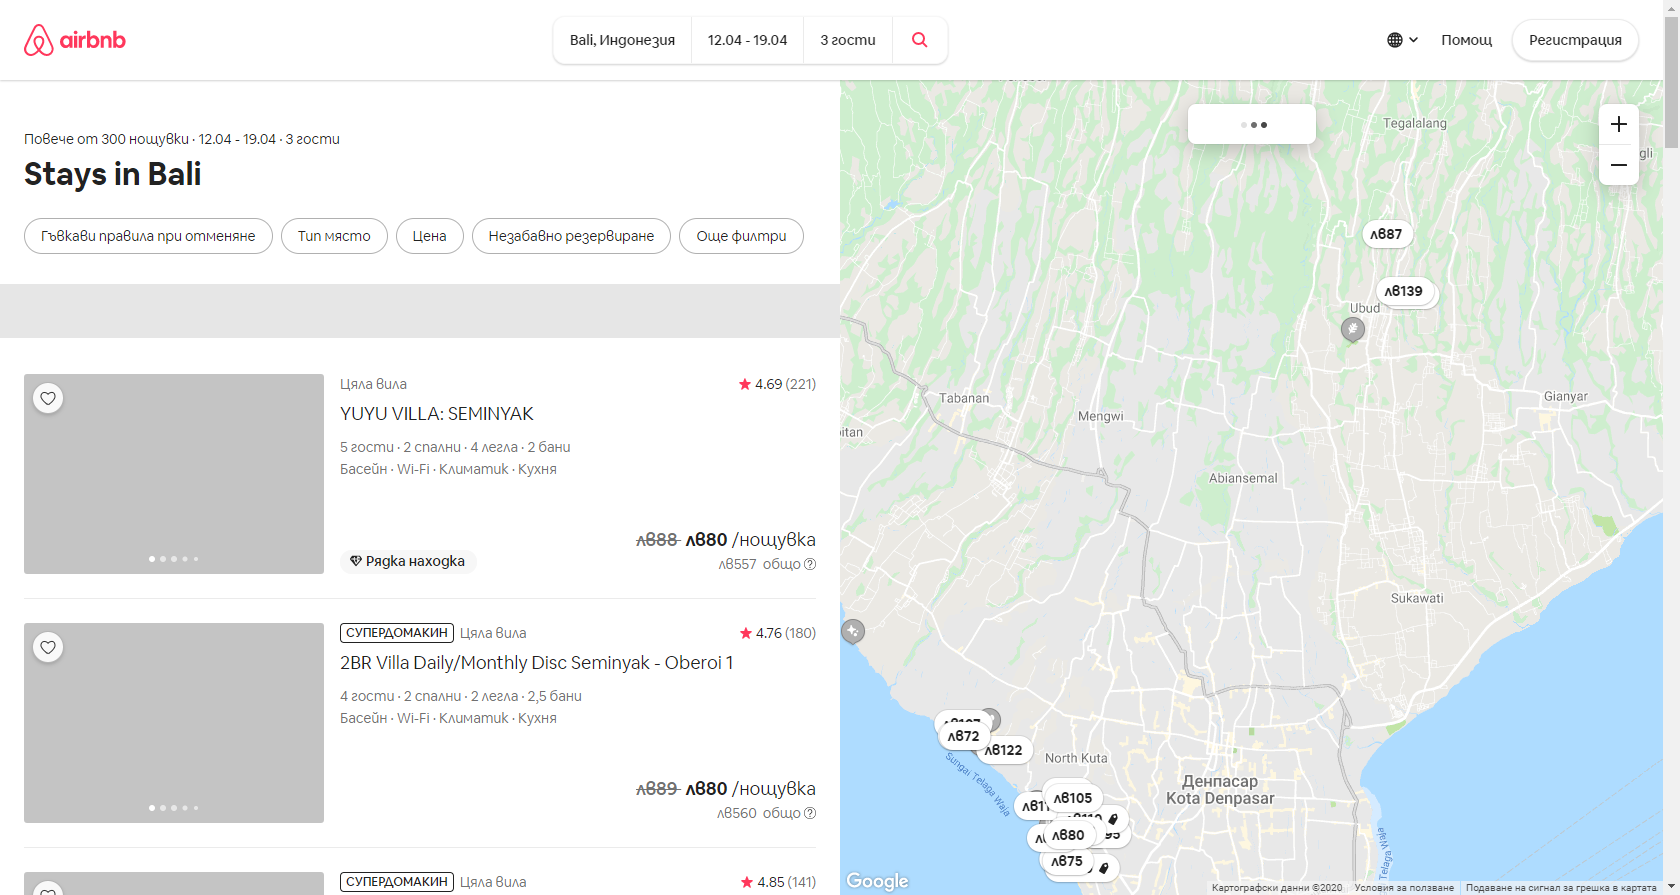 airbnb
Bali, Индонезия
12.04 - 19.04
3 гости
Помощ
Регистрация
Повече от 300 нощувки · 12.04 - 19.04 · 3 гости
Stays in Bali
Гъвкави правила при отменяне
Тип място
Цена
Незабавно резервиране
Още филтри
Цяла вила
4.69 (221)
YUYU VILLA: SEMINYAK
5 гости · 2 спални · 4 легла · 2 бани
Басейн · Wi-Fi · Климатик · Кухня
Рядка находка
лв88 лв80 /нощувка
лв557 общо
СУПЕРДОМАКИН Цяла вила
4.76 (180)
2BR Villa Daily/Monthly Disc Seminyak - Oberoi 1
4 гости · 2 спални · 2 легла · 2,5 бани
Басейн · Wi-Fi · Климатик · Кухня
лв89 лв80 /нощувка
лв560 общо
СУПЕРДОМАКИН Цяла вила
4.85 (141)
Tegalalang
gli
лв87
лв139
Ubud
Tabanan
Mengwi
Gianyar
itan
Abiansemal
Sukawati
лв72
лв122
North Kuta
Sungai Telaga Waja
Денпасар
Kota Denpasar
лв105
лв80
лв75
Telaga Waja
Google
Картографски данни ©2020
Условия за ползване
Подаване на сигнал за грешка в картата